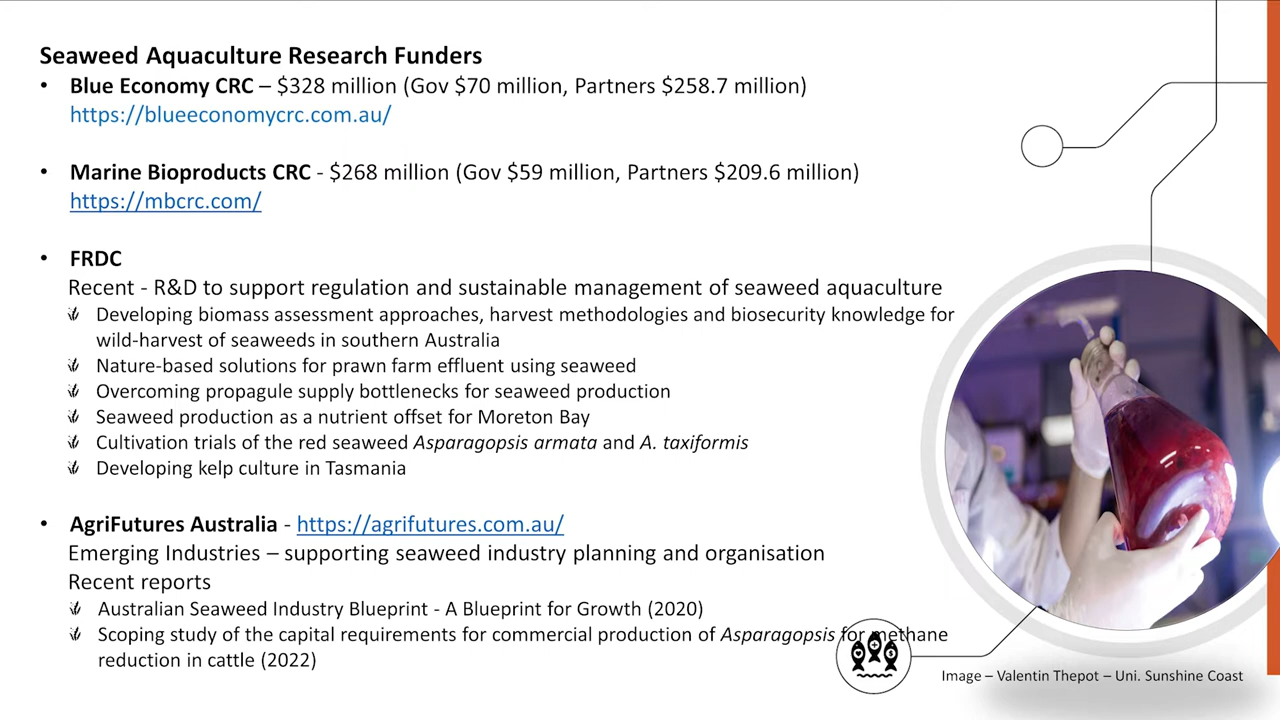 Seaweed Aquaculture Research Funders
• Blue Economy CRC – $328 million (Gov $70 million, Partners $258.7 million)
https://blueeconomycrc.com.au/
• Marine Bioproducts CRC - $268 million (Gov $59 million, Partners $209.6 million)
https://mbcrc.com/
• FRDC
Recent - R&D to support regulation and sustainable management of seaweed aquaculture
Developing biomass assessment approaches, harvest methodologies and biosecurity knowledge for
wild-harvest of seaweeds in southern Australia
Nature-based solutions for prawn farm effluent using seaweed
Overcoming propagule supply bottlenecks for seaweed production
Seaweed production as a nutrient offset for Moreton Bay
Cultivation trials of the red seaweed Asparagopsis armata and A. taxiformis
Developing kelp culture in Tasmania
• AgriFutures Australia - https://agrifutures.com.au/
Emerging Industries – supporting seaweed industry planning and organisation
Recent reports
Australian Seaweed Industry Blueprint - A Blueprint for Growth (2020)
Scoping study of the capital requirements for commercial production of Asparagopsis for methane
reduction in cattle (2022)
Image – Valentin Thepot – Uni. Sunshine Coast